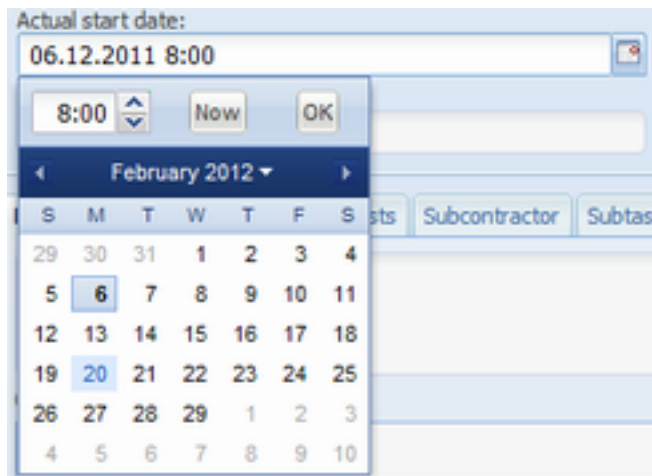 Actual start date:
06.12.2011 8:00
8:00 Now OK
February 2012
S M T W T F S
sts Subcontractor Subtas
29 30 31 1 2 3 4
5 6 7 8 9 10 11
12 13 14 15 16 17 18
19 20 21 22 23 24 25
26 27 28 29 1 2 3
4 5 6 7 8 9 10